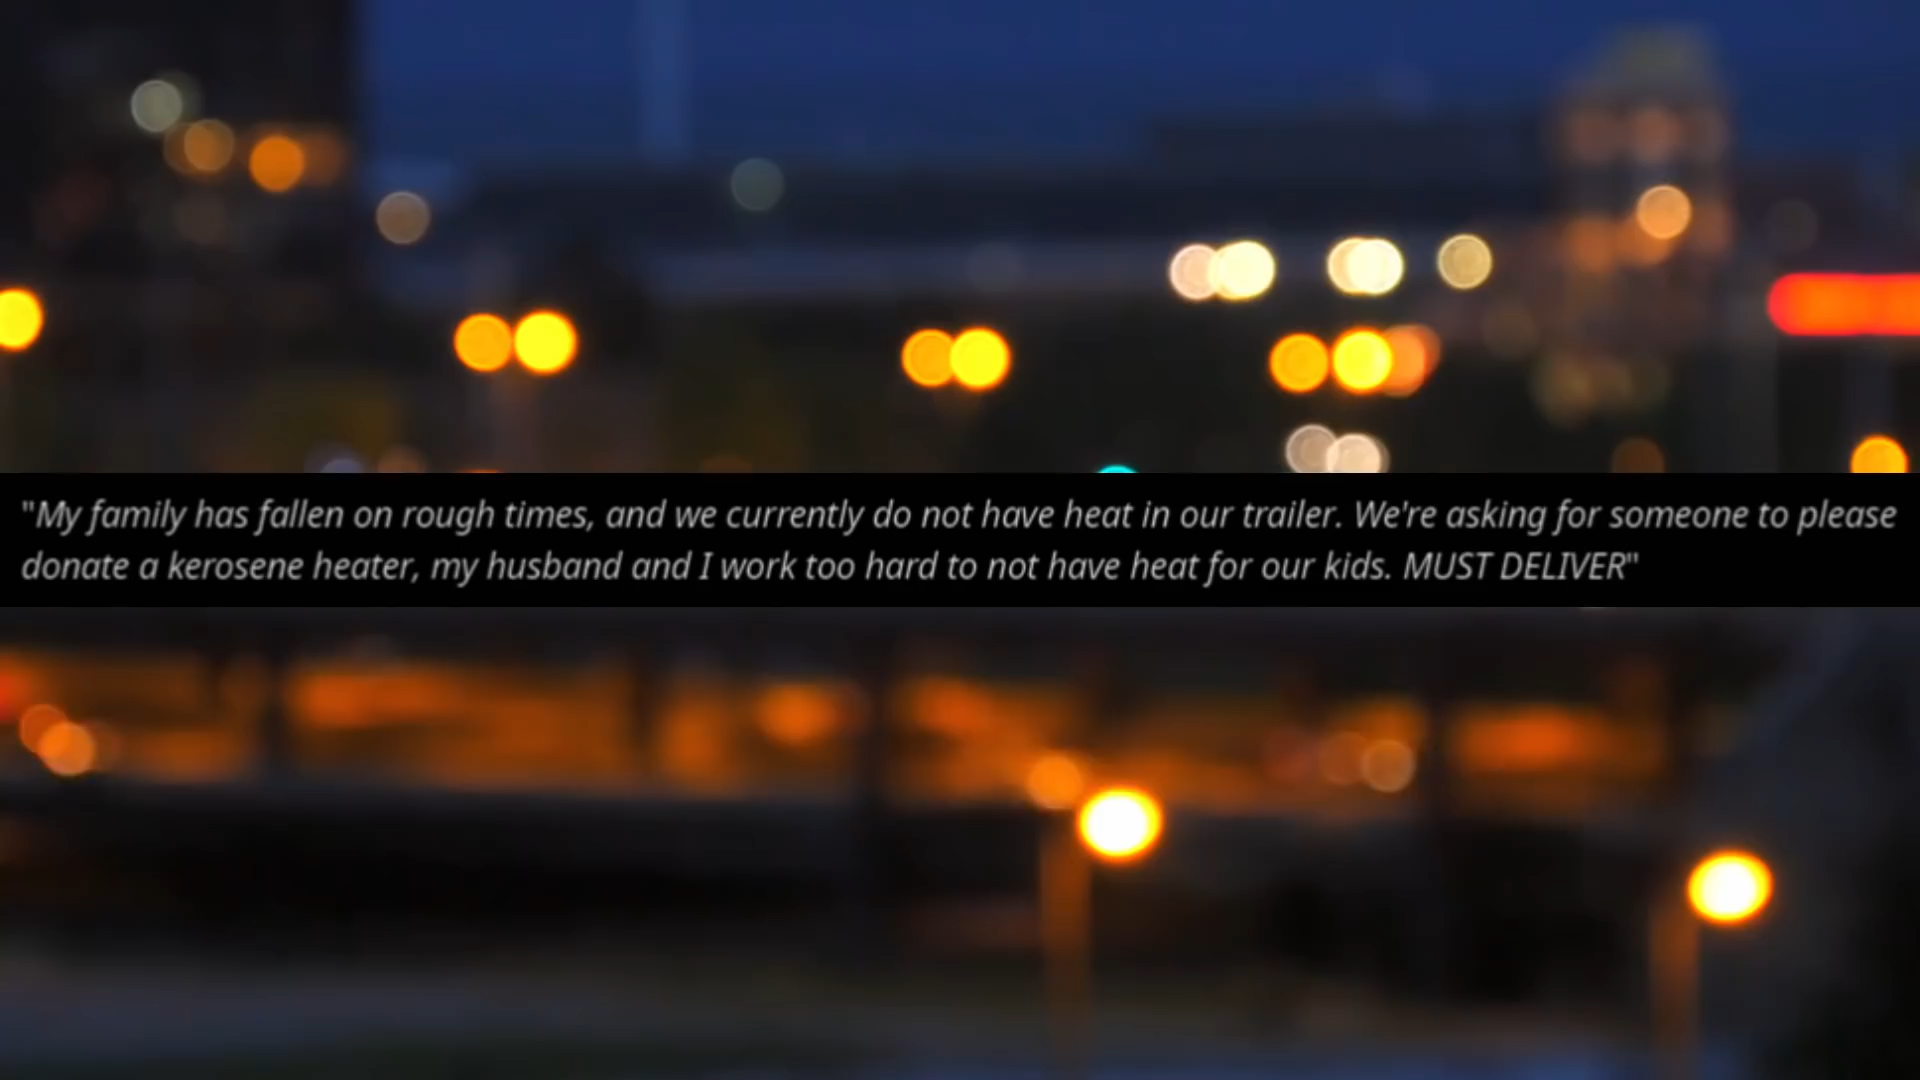 "My family has fallen on rough times, and we currently do not have heat in our trailer. We're asking for someone to please
donate a kerosene heater, my husband and I work too hard to not have heat for our kids. MUST DELIVER"